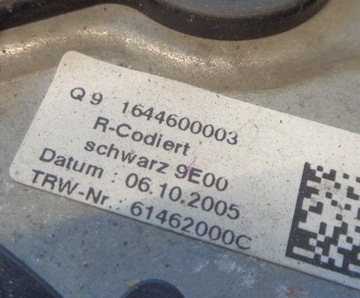 Q 9 1644600003
R-Codiert
schwarz 9E00
Datum : 06.10.2005
TRW-Nr. 61462000C